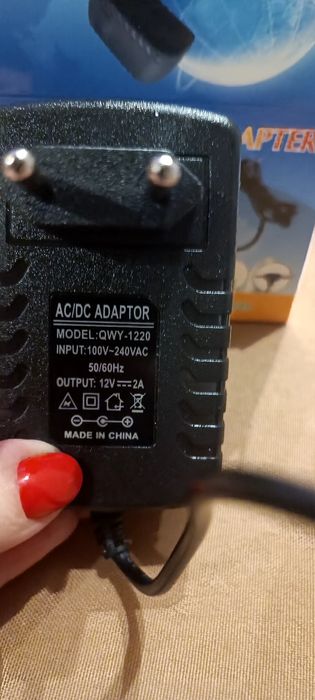 APTER
AC/DC ADAPTOR
MODEL:QWY-1220
INPUT:100V~240VAC
50/60Hz
OUTPUT: 12V⎓2A
MADE IN CHINA